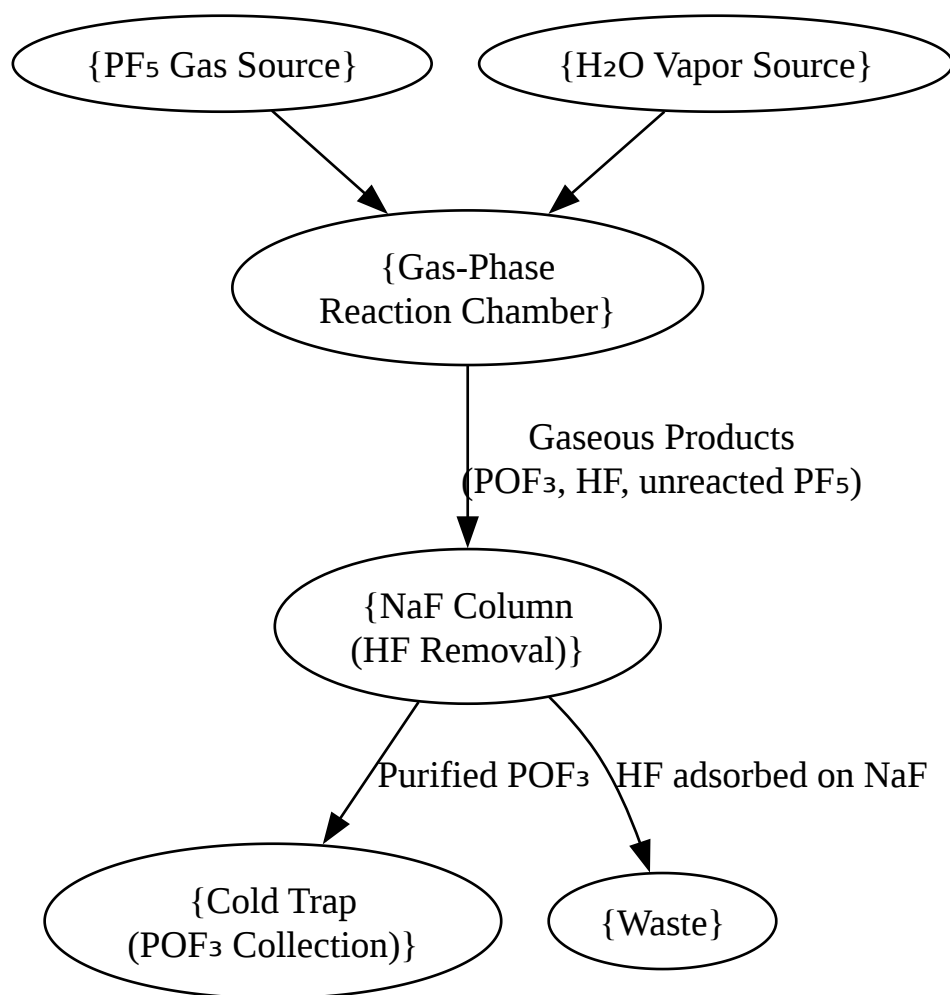 {PF₅ Gas Source}
{H₂O Vapor Source}
{Gas-Phase
Reaction Chamber}
Gaseous Products
(POF₃, HF, unreacted PF₅)
{NaF Column
(HF Removal)}
Purified POF₃
HF adsorbed on NaF
{Cold Trap
(POF₃ Collection)}
{Waste}